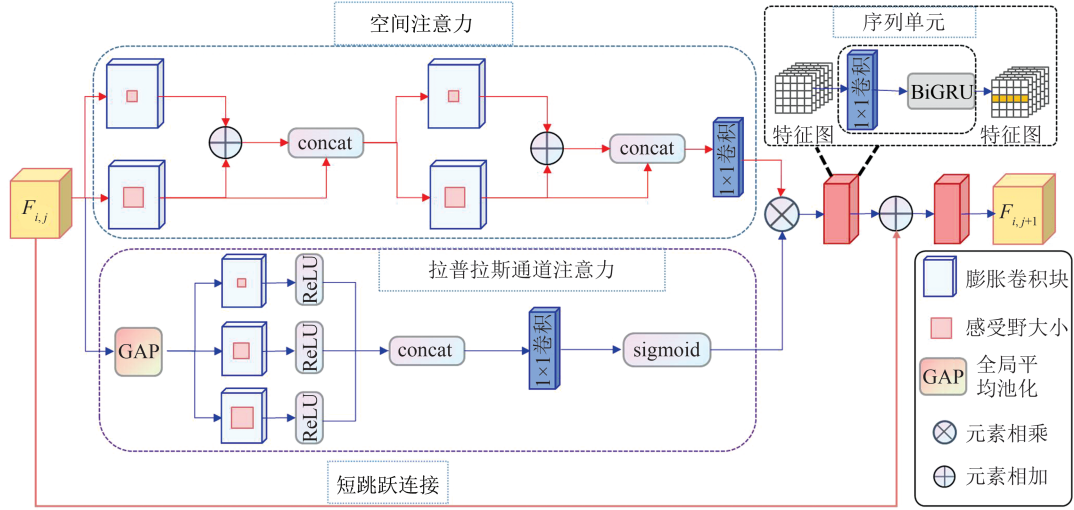 空间注意力
序列单元
1×1卷积
BiGRU
特征图
特征图
concat
concat
1×1卷积
F_{i,j}
F_{i,j+1}
拉普拉斯通道注意力
ReLU
GAP
ReLU
concat
1×1卷积
sigmoid
ReLU
短跳跃连接
膨胀卷积块
感受野大小
GAP
全局平
均池化
元素相乘
元素相加